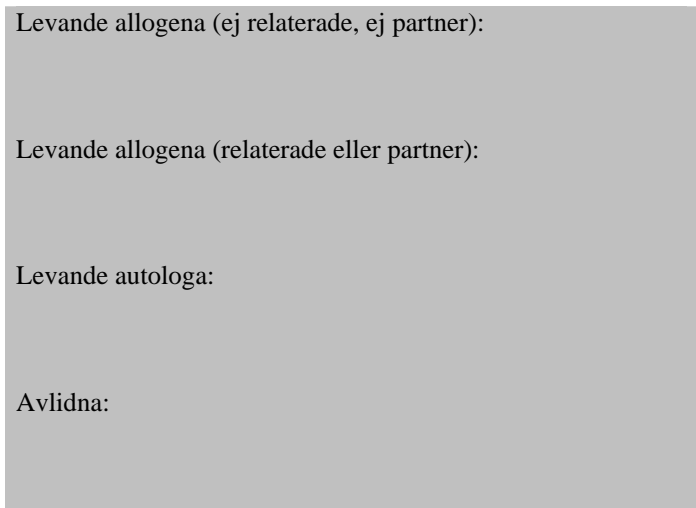 Levande allogena (ej relaterade, ej partner):
Levande allogena (relaterade eller partner):
Levande autologa:
Avlidna: